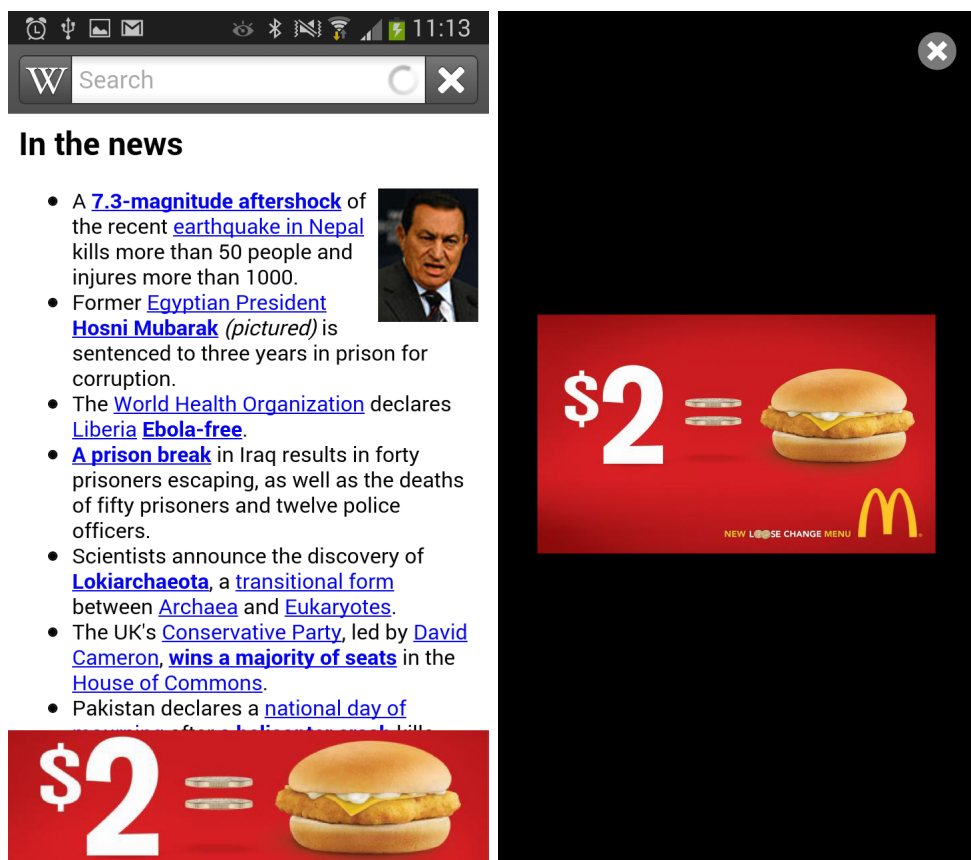 11:13
W Search
In the news
A 7.3-magnitude aftershock of
the recent earthquake in Nepal
kills more than 50 people and
injures more than 1000.
Former Egyptian President
Hosni Mubarak (pictured) is
sentenced to three years in prison for
corruption.
The World Health Organization declares
Liberia Ebola-free.
A prison break in Iraq results in forty
prisoners escaping, as well as the deaths
of fifty prisoners and twelve police
officers.
Scientists announce the discovery of
Lokiarchaeota, a transitional form
between Archaea and Eukaryotes.
The UK's Conservative Party, led by David
Cameron, wins a majority of seats in the
House of Commons.
Pakistan declares a national day of
mourning after a helicopter crash kills
$2 =
$2 =
NEW LOOSE CHANGE MENU